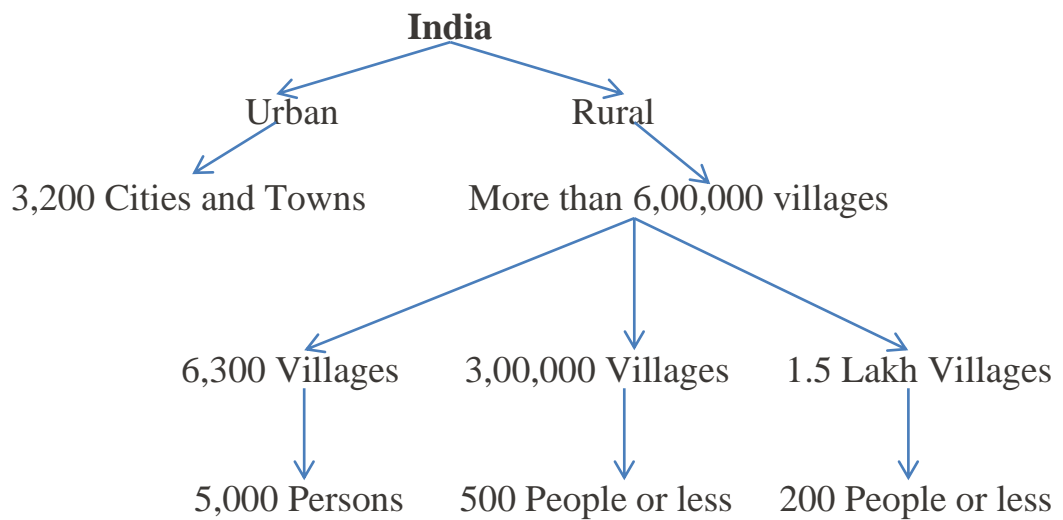 India
Urban Rural
3,200 Cities and Towns More than 6,00,000 villages
6,300 Villages 3,00,000 Villages 1.5 Lakh Villages
5,000 Persons 500 People or less 200 People or less